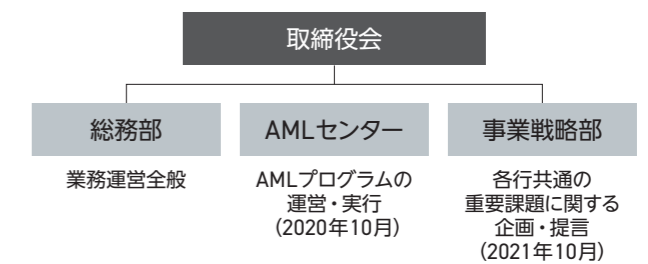 取締役会
総務部
AMLセンター
事業戦略部
業務運営全般
AMLプログラムの
運営・実行
(2020年10月)
各行共通の
重要課題に関する
企画・提言
(2021年10月)